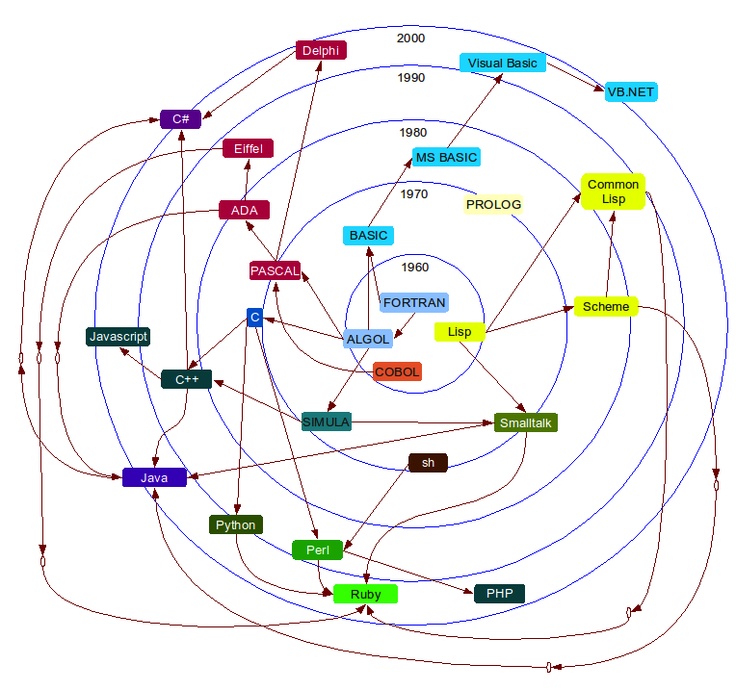 2000
Delphi
Visual Basic
1990
VB.NET
C#
1980
Eiffel
MS BASIC
Common
Lisp
1970
PROLOG
ADA
BASIC
1960
PASCAL
FORTRAN
Scheme
C
Lisp
Javascript
ALGOL
COBOL
C++
SIMULA
Smalltalk
sh
Java
Python
Perl
Ruby
PHP